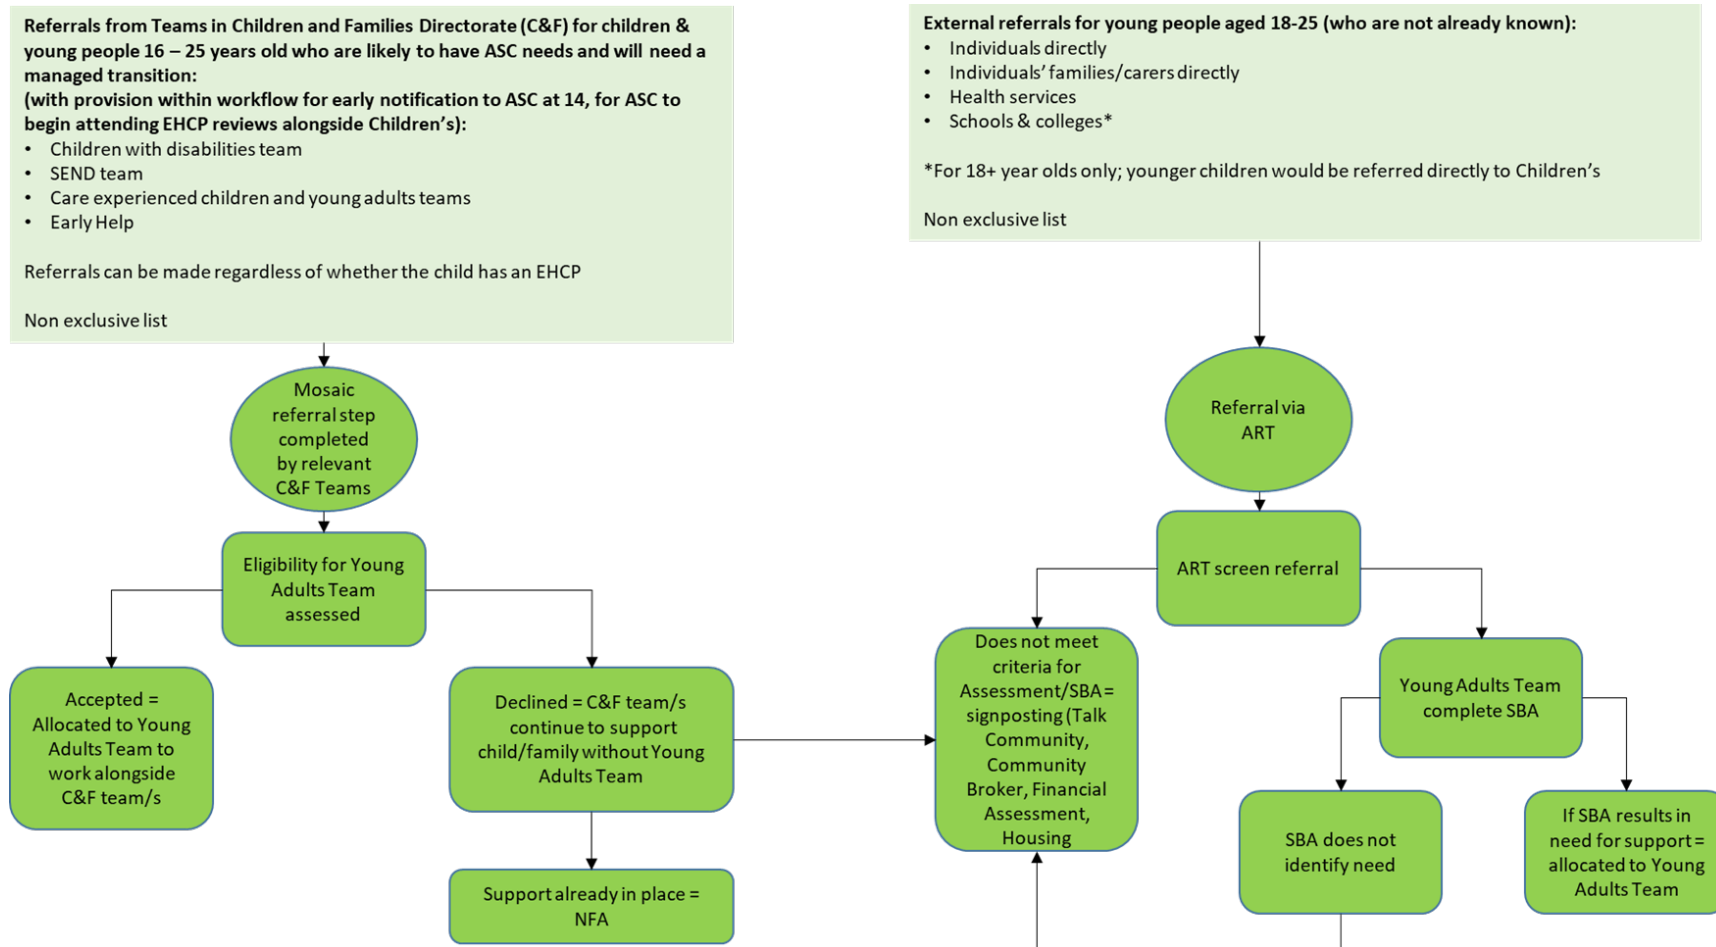 Referrals from Teams in Children and Families Directorate (C&F) for children &
young people 16 – 25 years old who are likely to have ASC needs and will need a
managed transition:
(with provision within workflow for early notification to ASC at 14, for ASC to
begin attending EHCP reviews alongside Children's):
• Children with disabilities team
• SEND team
• Care experienced children and young adults teams
• Early Help
Referrals can be made regardless of whether the child has an EHCP
Non exclusive list
External referrals for young people aged 18-25 (who are not already known):
• Individuals directly
• Individuals' families/carers directly
• Health services
• Schools & colleges*
*For 18+ year olds only; younger children would be referred directly to Children's
Non exclusive list
Mosaic
referral step
completed
by relevant
C&F Teams
Referral via
ART
Eligibility for Young
Adults Team
assessed
ART screen referral
Accepted =
Allocated to Young
Adults Team to
work alongside
C&F team/s
Declined = C&F team/s
continue to support
child/family without Young
Adults Team
Does not meet
criteria for
Assessment/SBA =
signposting (Talk
Community,
Community
Broker, Financial
Assessment,
Housing
Young Adults Team
complete SBA
Support already in place =
NFA
SBA does not
identify need
If SBA results in
need for support =
allocated to Young
Adults Team